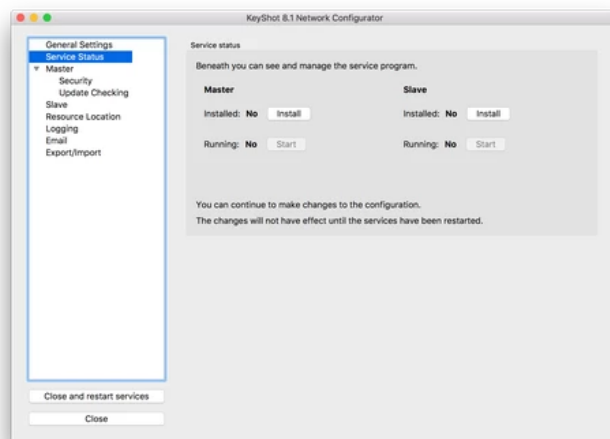 KeyShot 8.1 Network Configurator
General Settings
Service Status
Master
Security
Update Checking
Slave
Resource Location
Logging
Email
Export/Import
Close and restart services
Close
Service status
Beneath you can see and manage the service program.
Master Slave
Installed: No Install Installed: No Install
Running: No Start Running: No Start
You can continue to make changes to the configuration.
The changes will not have effect until the services have been restarted.